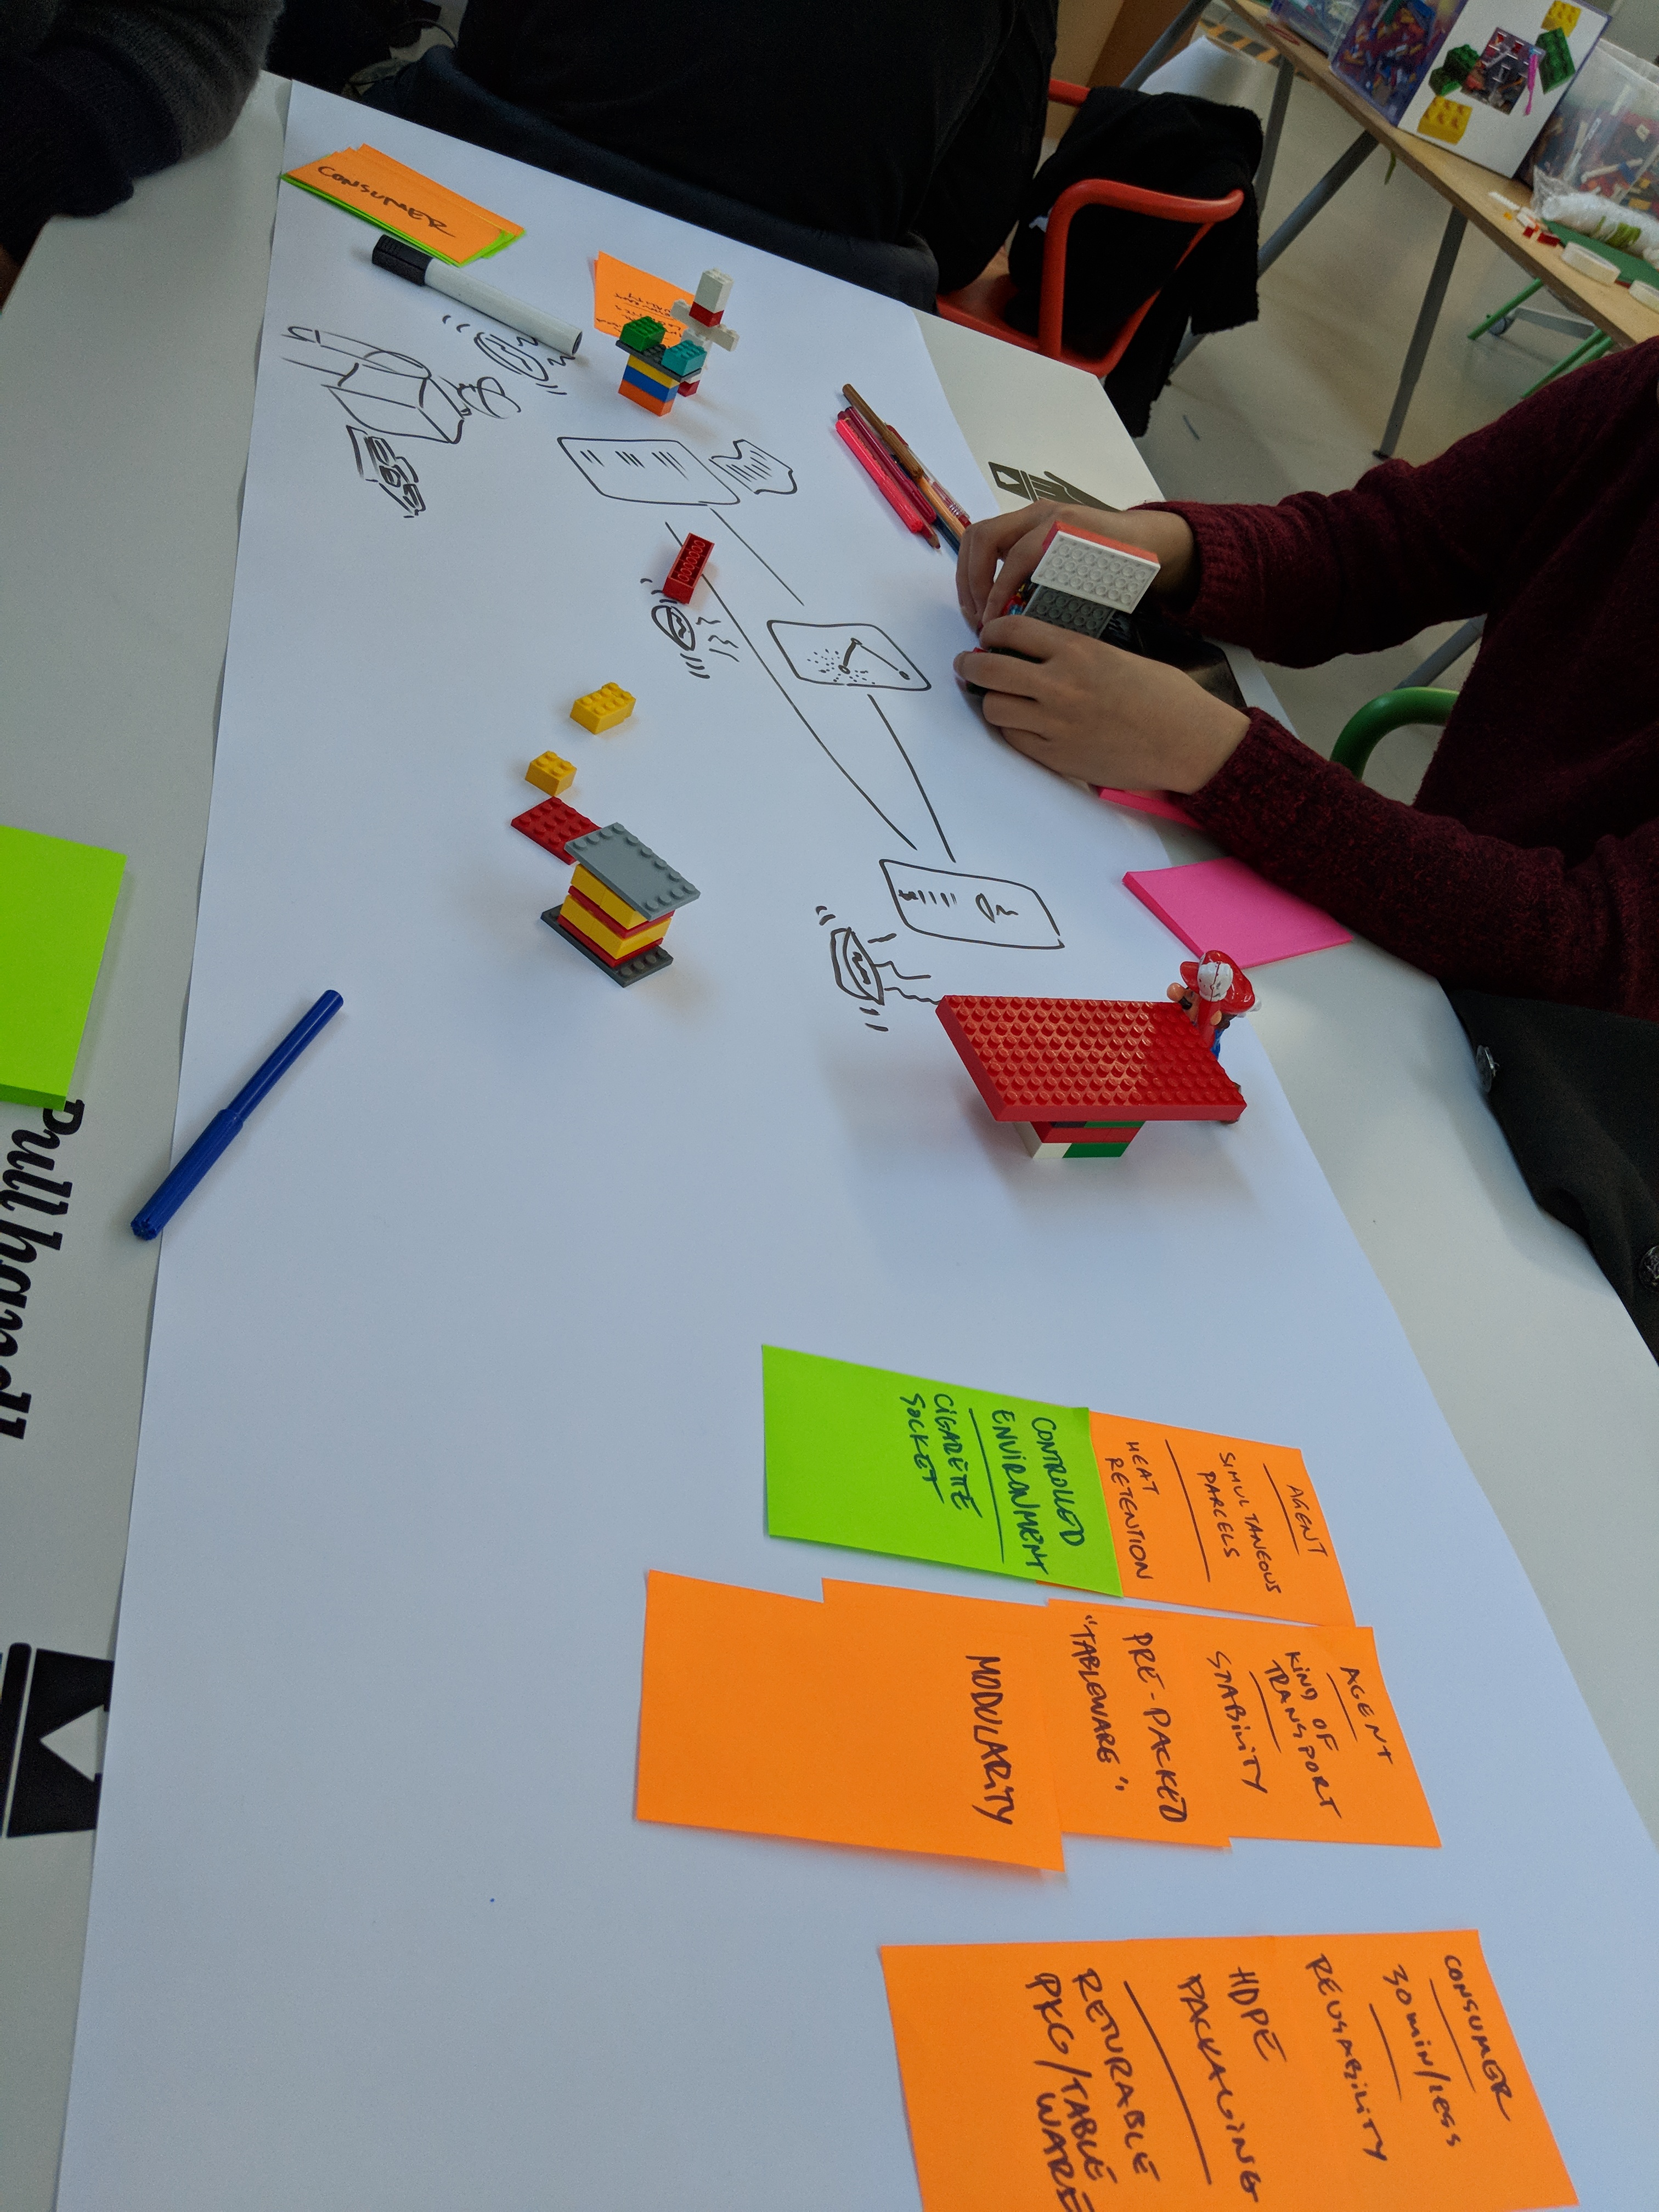 CONSUMER
AGENT
SIMULTANEOUS
PARCELS
HEAT
RETENTION
CONTROLLED
ENVIRONMENT
CIGARETTE
SOCKET
AGENT
KIND OF
TRANSPORT
STABILITY
PRE-PACKED
"TABLEWARE"
MODULARITY
CONSUMER
30 min/less
REUSABILITY
HDPE
PACKAGING
RETURABLE
PKG/TABLE
WARE